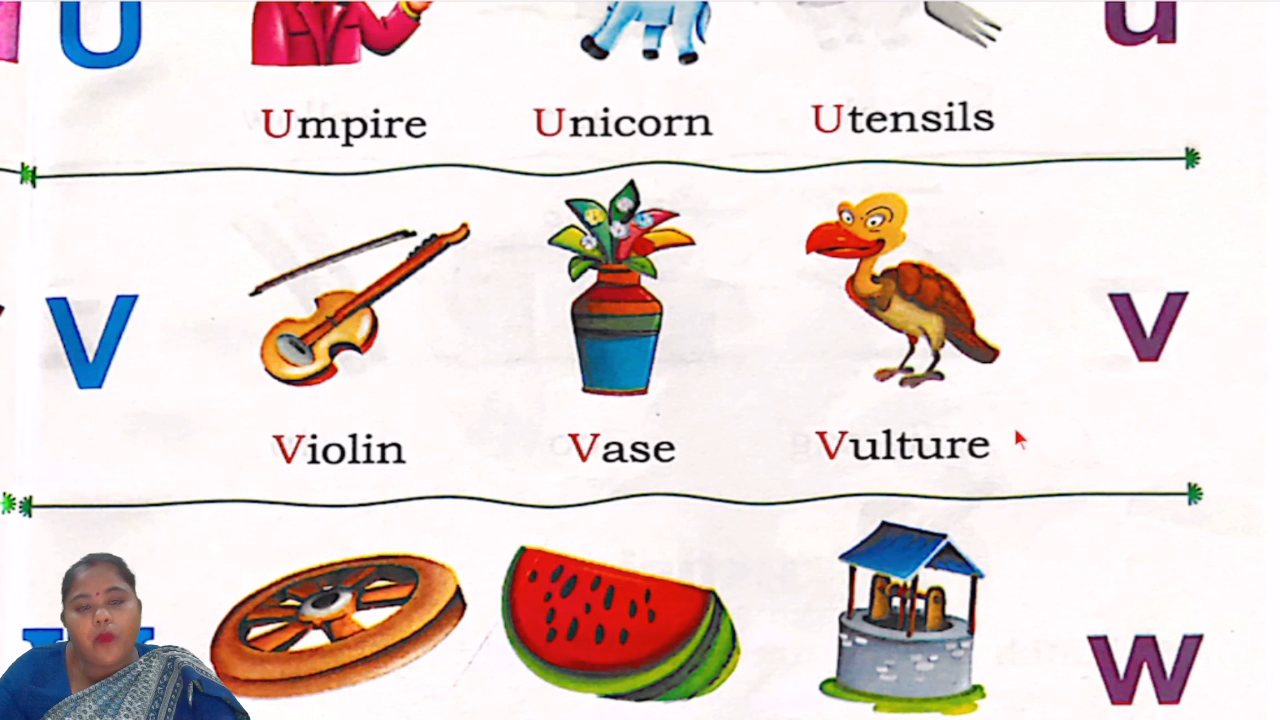 U u
Umpire Unicorn Utensils
V v
Violin Vase Vulture
w